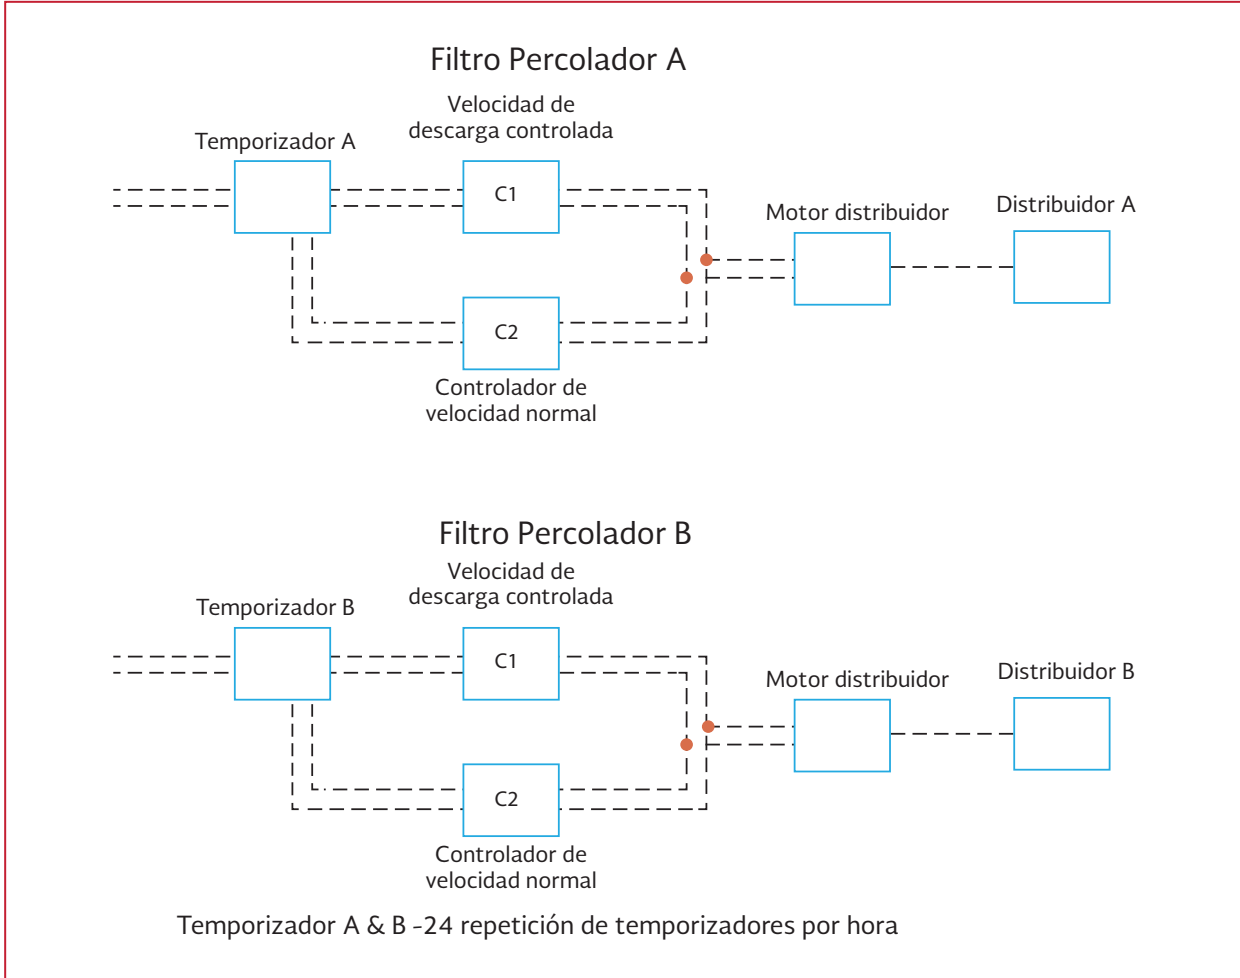 Filtro Percolador A
Velocidad de
descarga controlada
Temporizador A
C1
Motor distribuidor
Distribuidor A
C2
Controlador de
velocidad normal
Filtro Percolador B
Velocidad de
descarga controlada
Temporizador B
C1
Motor distribuidor
Distribuidor B
C2
Controlador de
velocidad normal
Temporizador A & B -24 repetición de temporizadores por hora